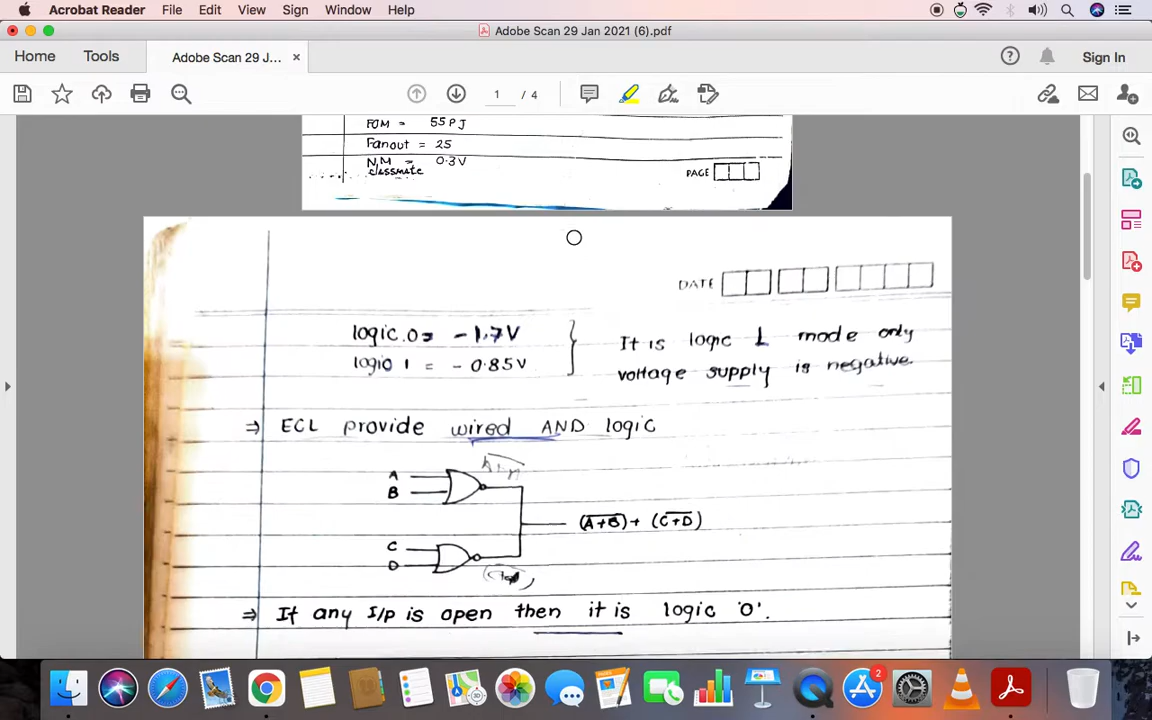 Acrobat Reader File Edit View Sign Window Help
Adobe Scan 29 Jan 2021 (6).pdf
Home Tools Adobe Scan 29 J... × Sign In
1 / 4
FOM = 55 PJ
Fanout = 25
NM = 0.3V
classmate
PAGE
DATE
logic 0 = -1.7V
logic 1 = -0.85V
It is logic 1 mode only
voltage supply is negative
⇒ ECL provide wired AND logic
A
B
(A̅+̅B̅) + (C̅+̅D̅)
C
D
⇒ If any I/p is open then it is logic '0'.
2